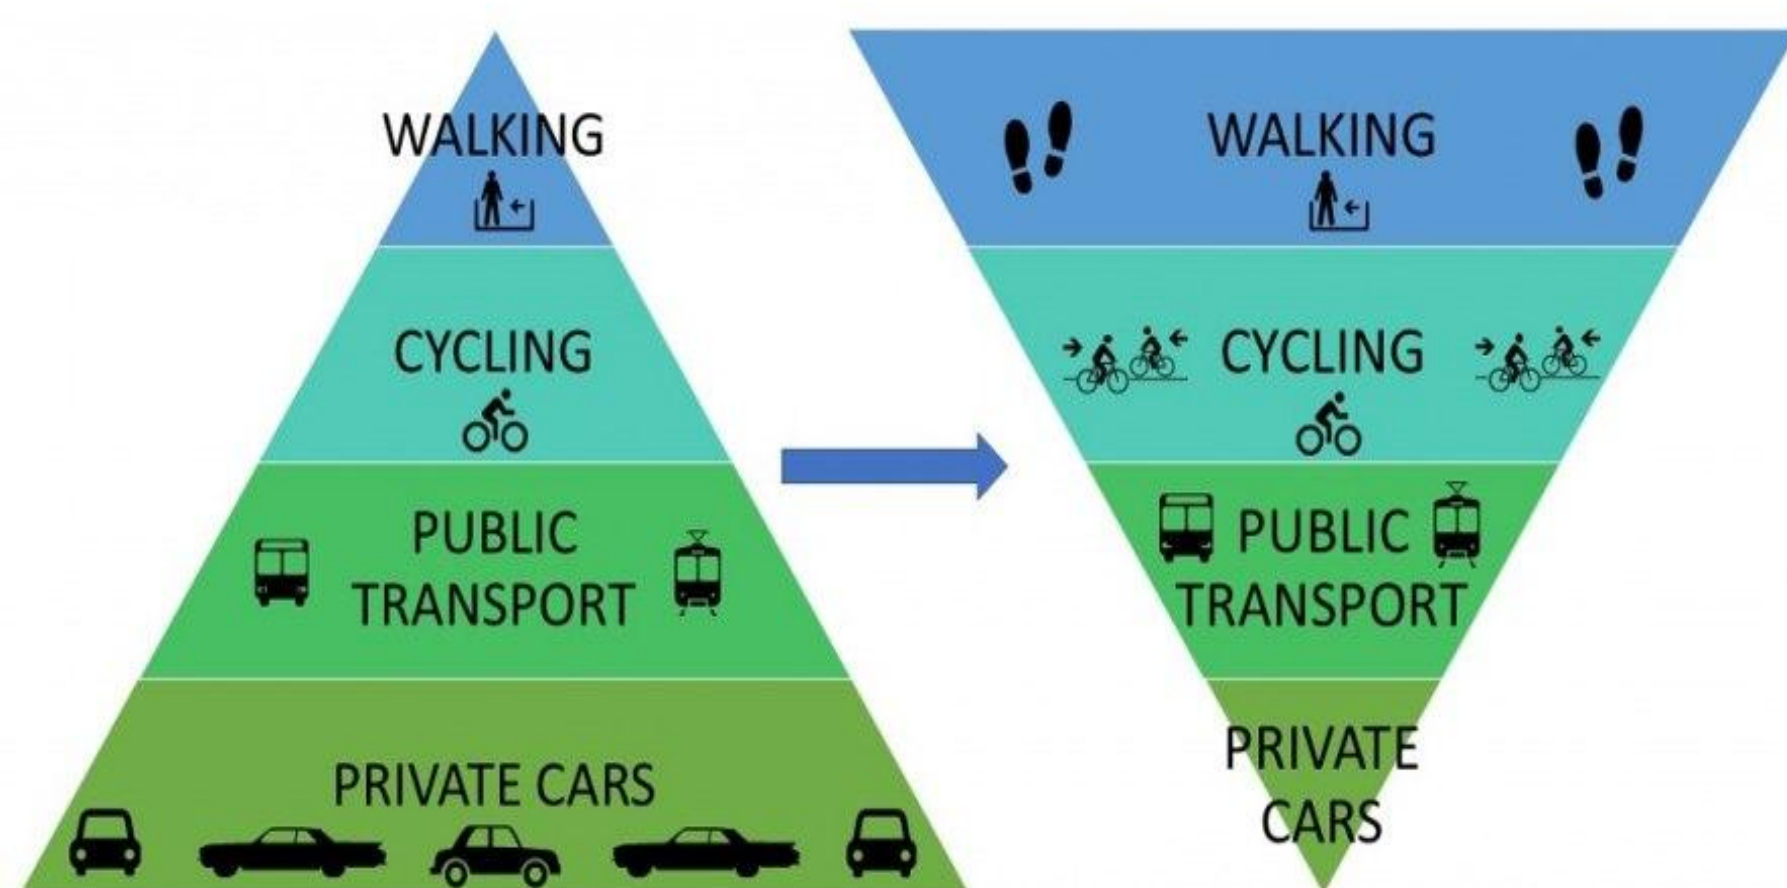 WALKING
CYCLING
PUBLIC
TRANSPORT
PRIVATE CARS
WALKING
CYCLING
PUBLIC
TRANSPORT
PRIVATE
CARS